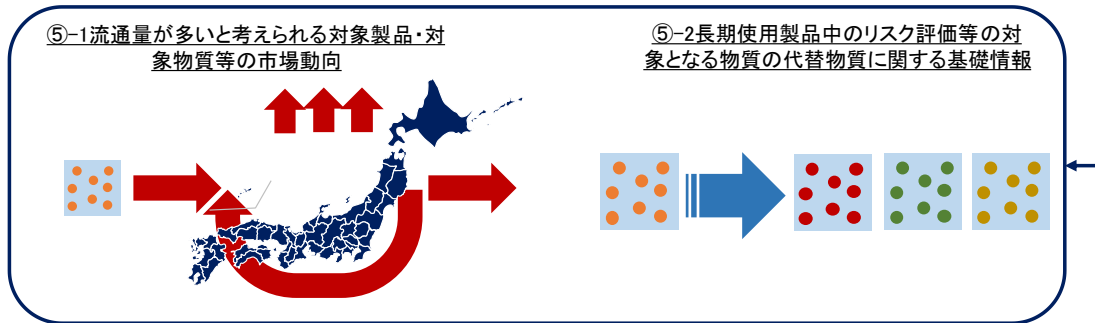 ⑤-1流通量が多いと考えられる対象製品・対
象物質等の市場動向
⑤-2長期使用製品中のリスク評価等の対
象となる物質の代替物質に関する基礎情報